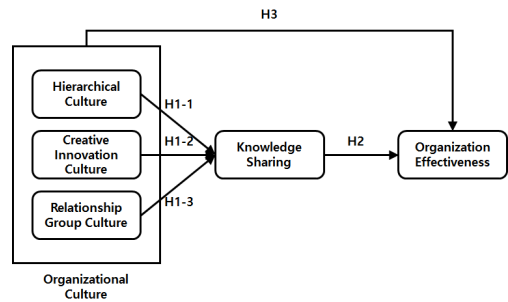 H3
Hierarchical
Culture
H1-1
Creative
Innovation
Culture
H1-2
Knowledge
Sharing
H2
Organization
Effectiveness
Relationship
Group Culture
H1-3
Organizational
Culture